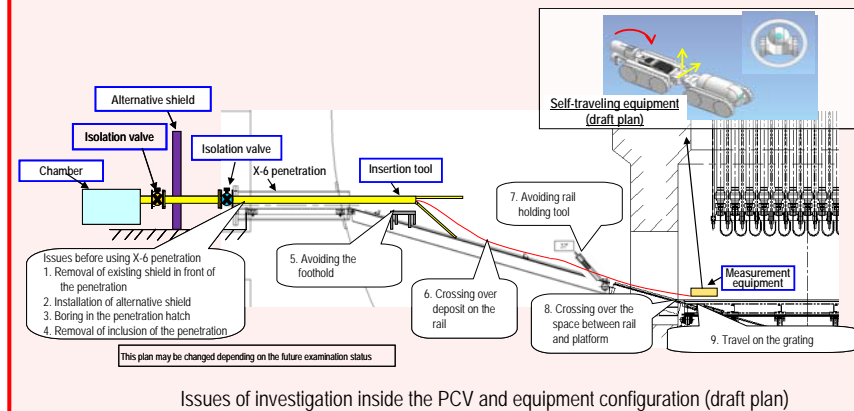 Self-traveling equipment
(draft plan)
Alternative shield
Isolation valve
Isolation valve
X-6 penetration
Chamber
Insertion tool
7. Avoiding rail
holding tool
37°
Issues before using X-6 penetration
1. Removal of existing shield in front of
the penetration
2. Installation of alternative shield
3. Boring in the penetration hatch
4. Removal of inclusion of the penetration
5. Avoiding the
foothold
6. Crossing over
deposit on the
rail
Measurement
equipment
8. Crossing over the
space between rail
and platform
9. Travel on the grating
This plan may be changed depending on the future examination status
Issues of investigation inside the PCV and equipment configuration (draft plan)